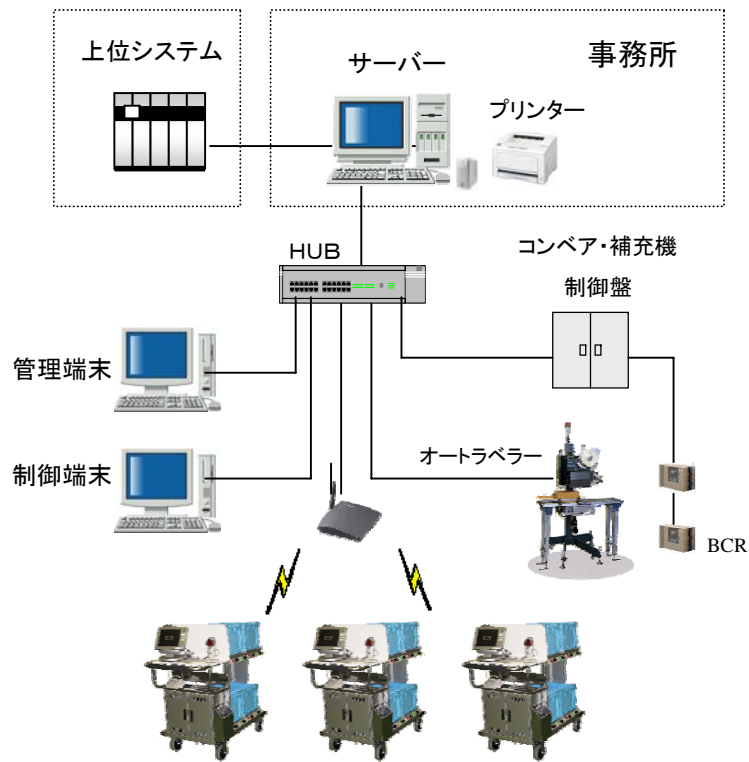 上位システム
サーバー
事務所
プリンター
HUB
コンベア・補充機
制御盤
管理端末
制御端末
オートラベラー
BCR